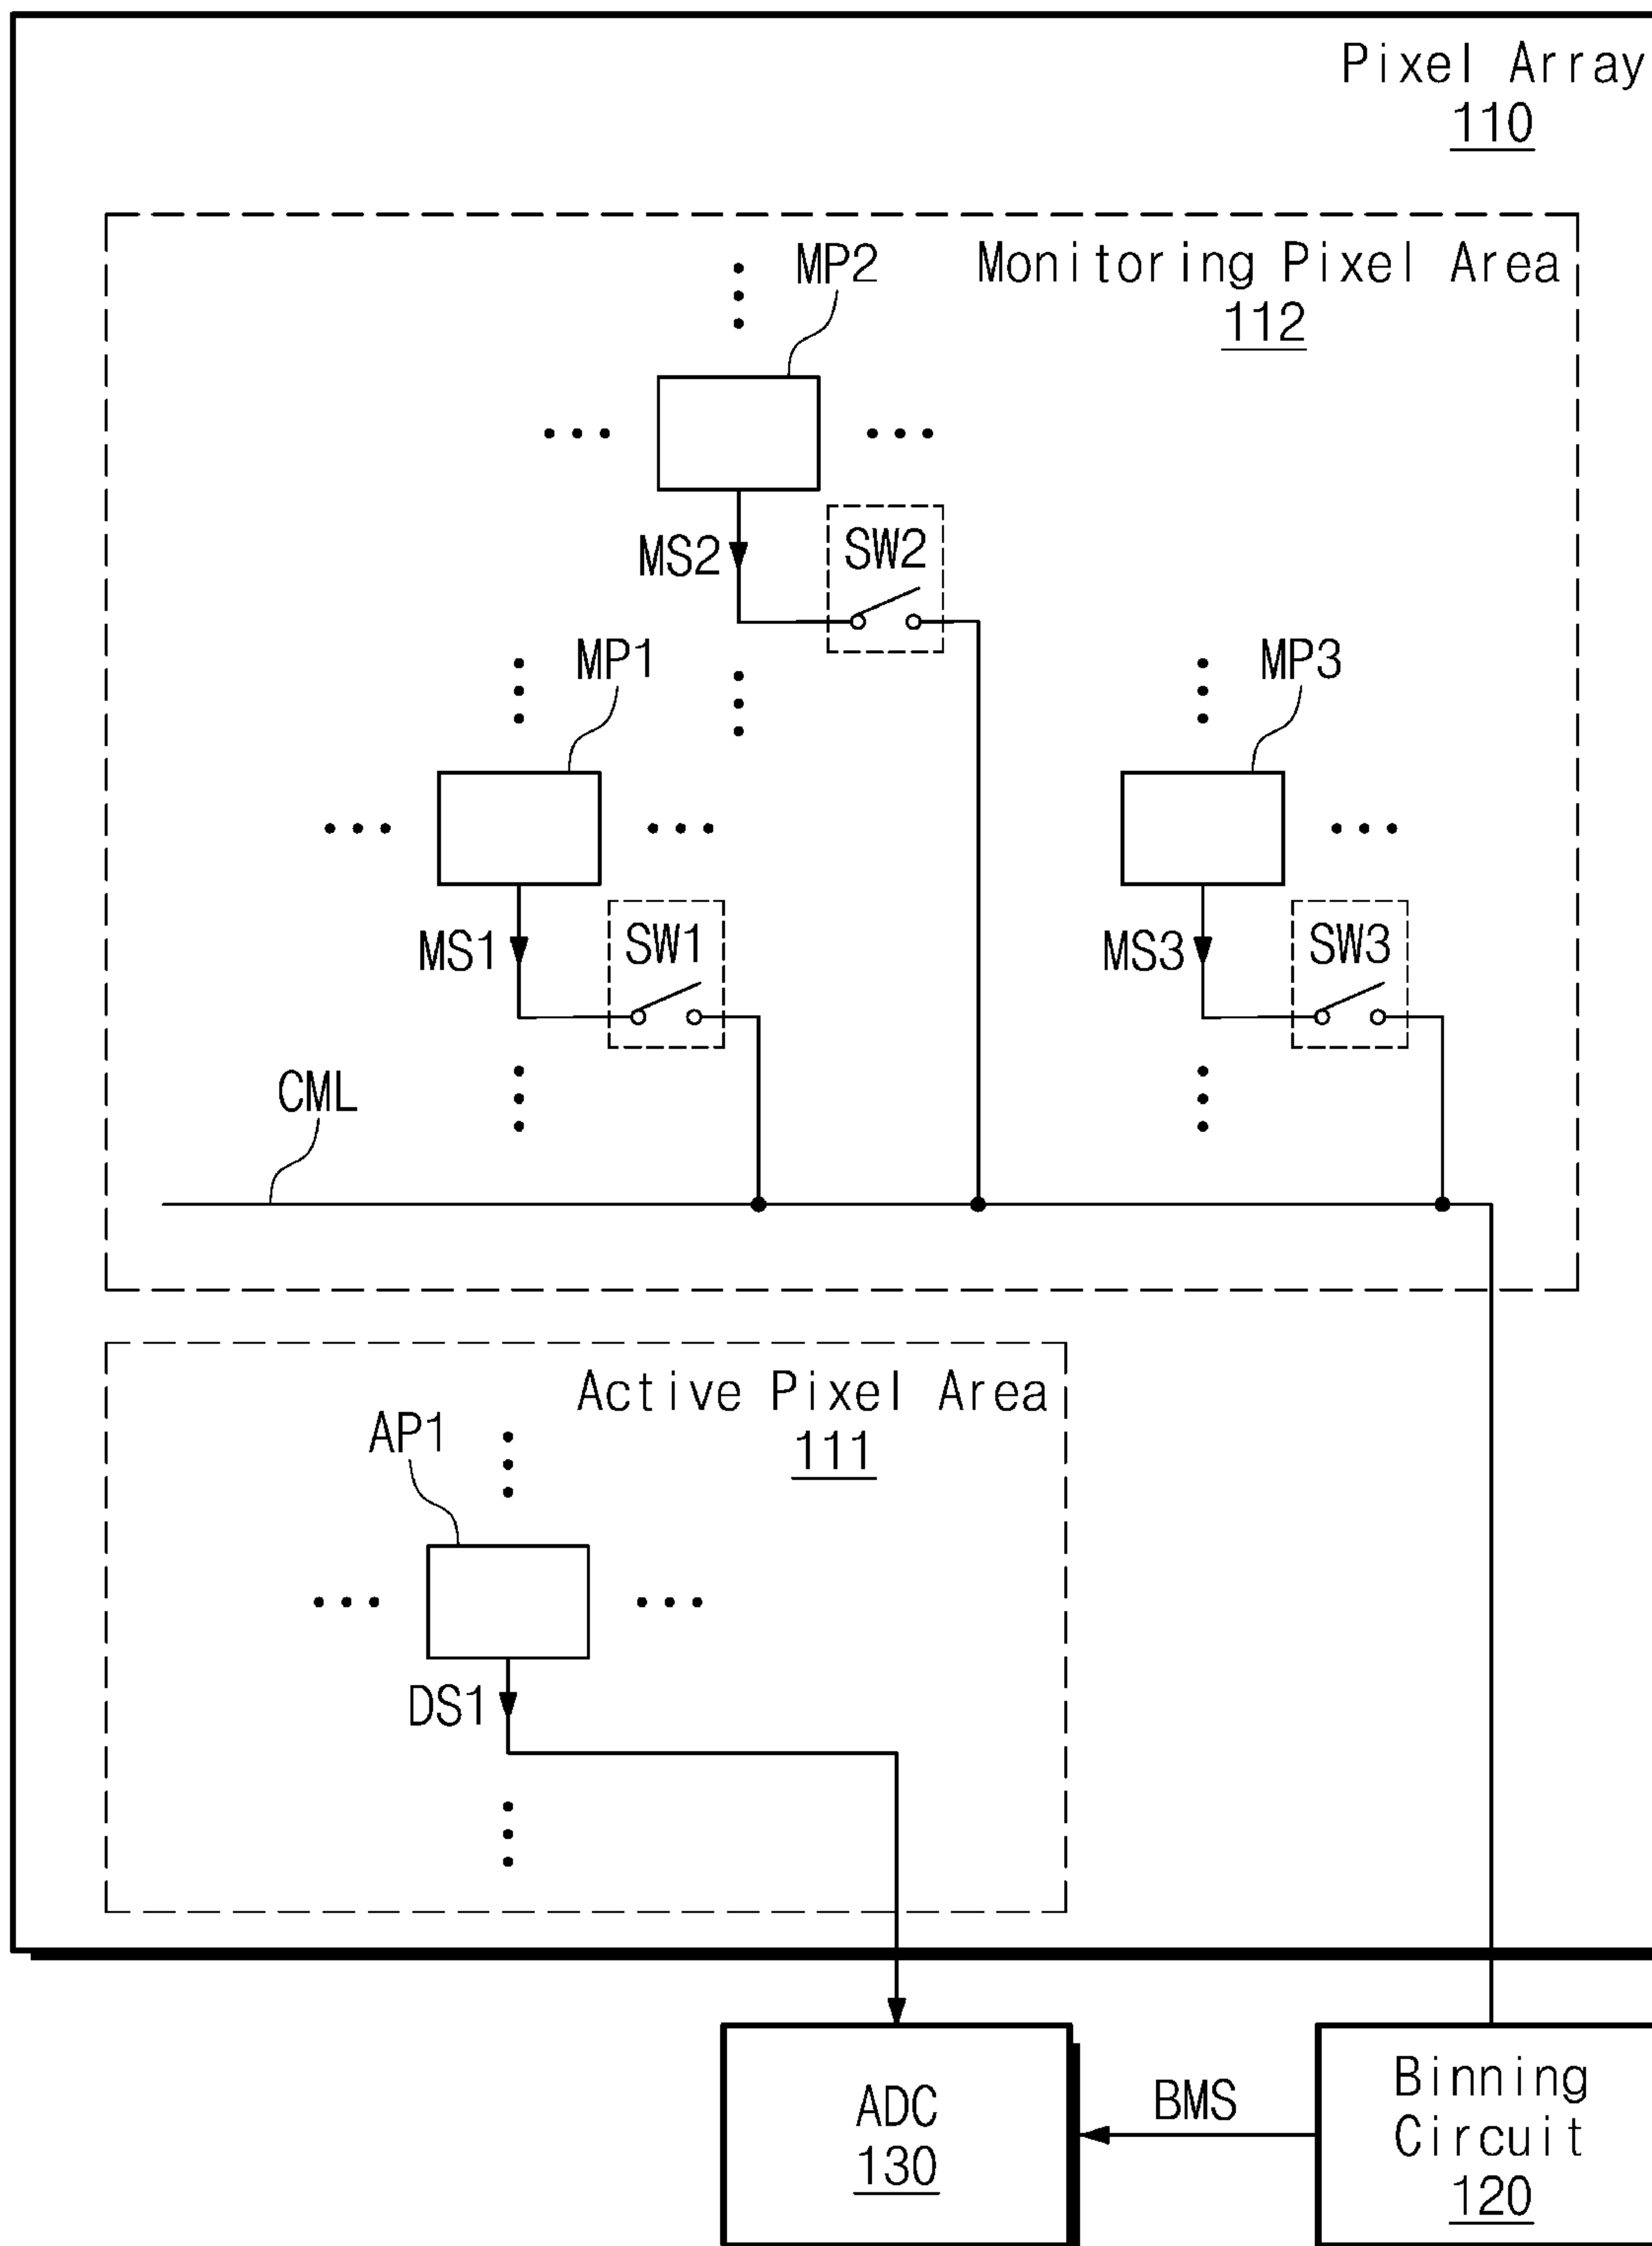 Pixel Array
110
MP2
Monitoring Pixel Area
112
MS2
SW2
MP1
MP3
MS1
SW1
MS3
SW3
CML
Active Pixel Area
111
AP1
DS1
ADC
130
BMS
Binning
Circuit
120